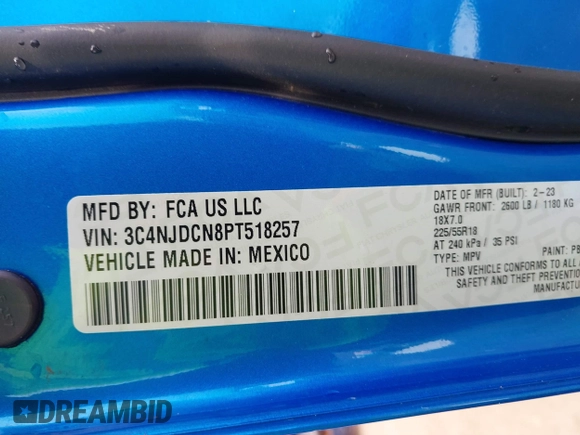 MFD BY: FCA US LLC
VIN: 3C4NJDCN8PT518257
VEHICLE MADE IN: MEXICO
DATE OF MFR (BUILT): 2-23
GAWR FRONT: 2600 LB / 1180 KG
18X7.0
225/55R18
AT 240 kPa / 35 PSI
TYPE: MPV
PAINT: PB
THIS VEHICLE CONFORMS TO ALL
SAFETY AND THEFT PREVENTION
MANUFACTUR
DREAMBID